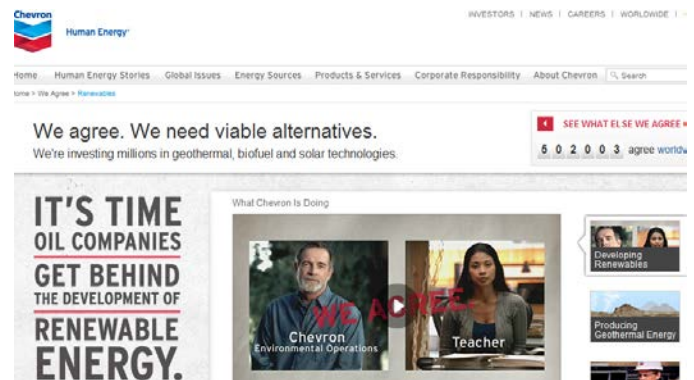 Chevron
Human Energy
INVESTORS | NEWS | CAREERS | WORLDWIDE |
Home Human Energy Stories Global Issues Energy Sources Products & Services Corporate Responsibility About Chevron Search
Home > We Agree > Renewables
We agree. We need viable alternatives.
We're investing millions in geothermal, biofuel and solar technologies.
SEE WHAT ELSE WE AGREE
5 0 2 0 0 3 agree
IT'S TIME
OIL COMPANIES
GET BEHIND
THE DEVELOPMENT OF
RENEWABLE
ENERGY.
What Chevron Is Doing
WE AGREE.
Chevron
Environmental Operations
Teacher
Developing
Renewables
Producing
Geothermal Energy